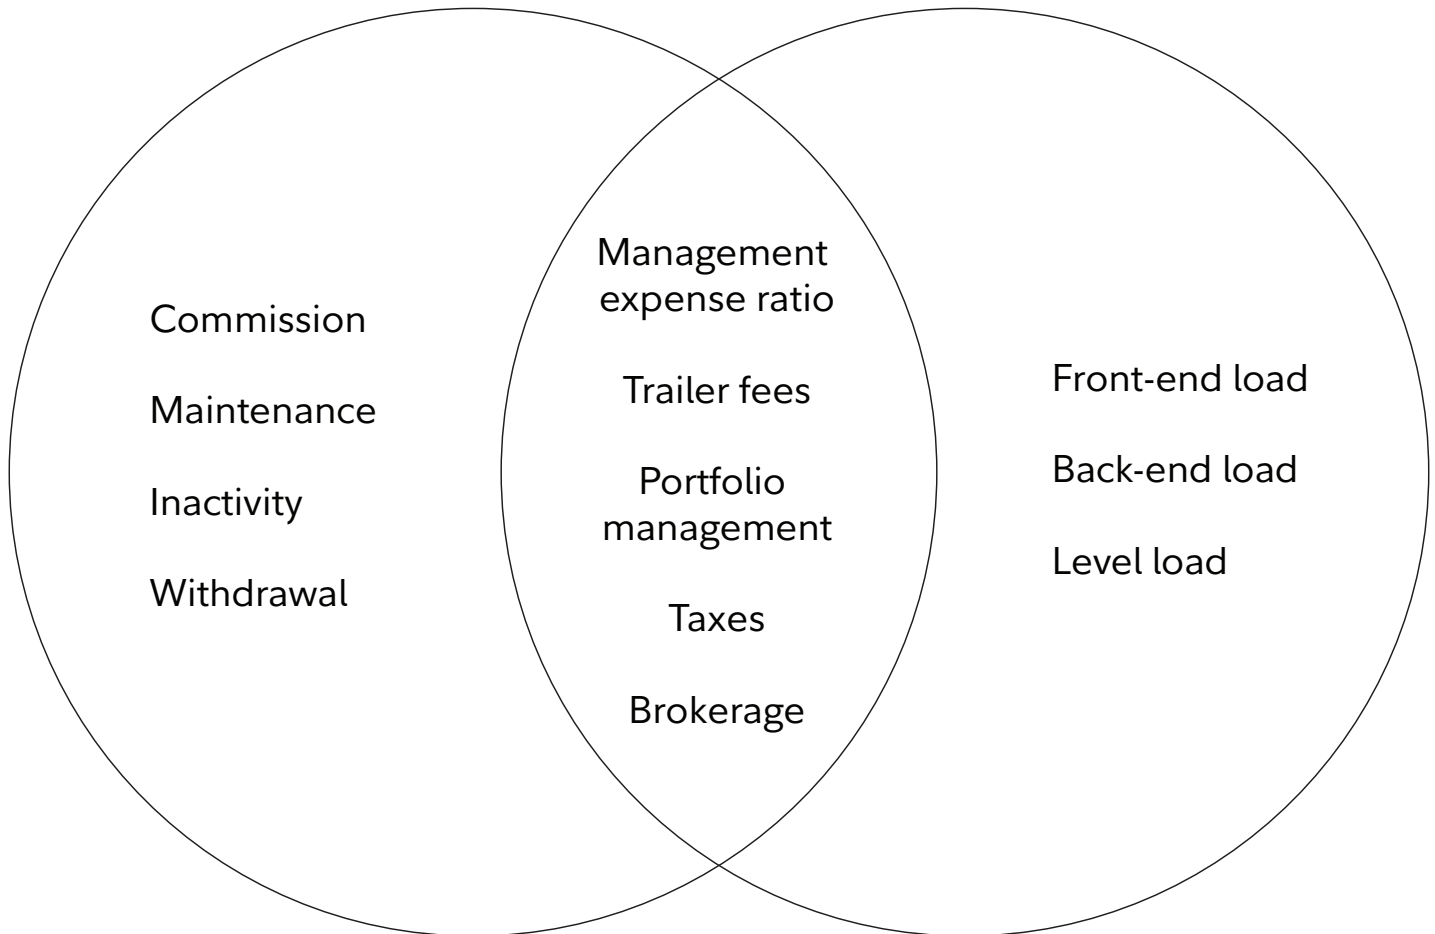 Commission
Maintenance
Inactivity
Withdrawal
Management
expense ratio
Trailer fees
Portfolio
management
Taxes
Brokerage
Front-end load
Back-end load
Level load